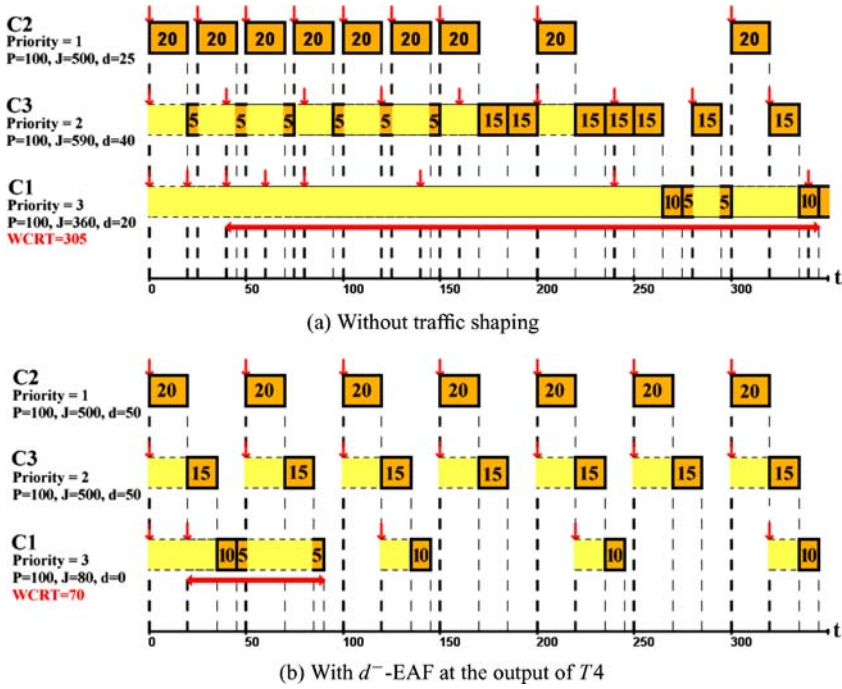 C2
Priority = 1
P=100, J=500, d=25
20 20 20 20 20 20 20 20 20
C3
Priority = 2
P=100, J=590, d=40
5 5 5 5 5 5 15 15 15 15 15 15 15
C1
Priority = 3
P=100, J=360, d=20
WCRT=305
10 5 5 10
0 50 100 150 200 250 300 t
(a) Without traffic shaping
C2
Priority = 1
P=100, J=500, d=50
20 20 20 20 20 20 20
C3
Priority = 2
P=100, J=500, d=50
15 15 15 15 15 15 15
C1
Priority = 3
P=100, J=80, d=0
WCRT=70
10 5 5 10 10 10
0 50 100 150 200 250 300 t
(b) With d⁻-EAF at the output of T4